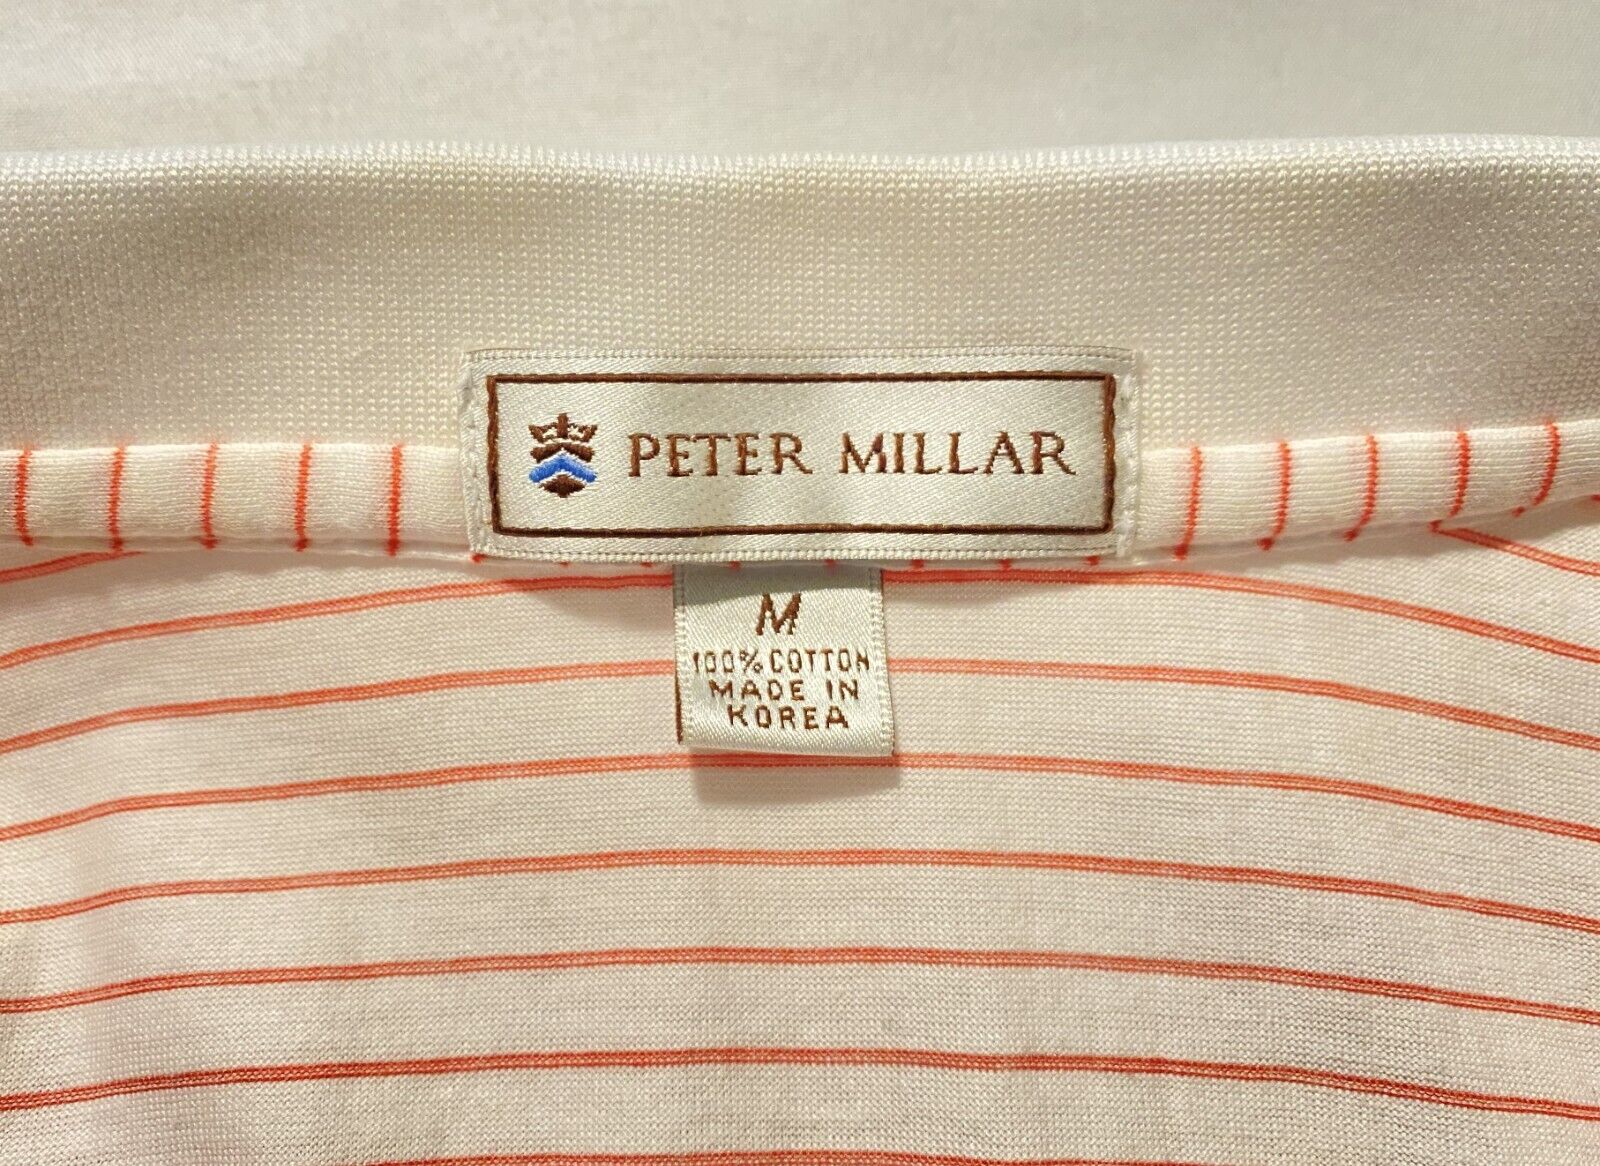 PETER MILLAR
M
100% COTTON
MADE IN
KOREA